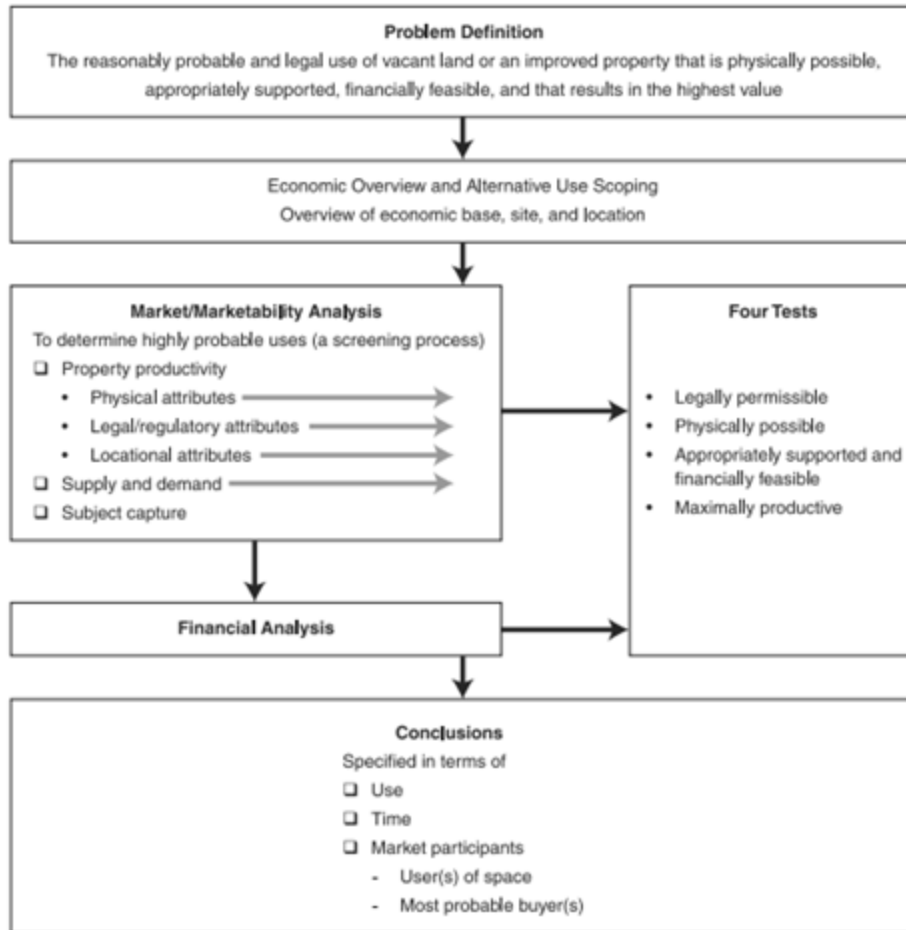 Problem Definition
The reasonably probable and legal use of vacant land or an improved property that is physically possible,
appropriately supported, financially feasible, and that results in the highest value
Economic Overview and Alternative Use Scoping
Overview of economic base, site, and location
Market/Marketability Analysis
To determine highly probable uses (a screening process)
❑ Property productivity
• Physical attributes
• Legal/regulatory attributes
• Locational attributes
❑ Supply and demand
❑ Subject capture
Four Tests
• Legally permissible
• Physically possible
• Appropriately supported and
financially feasible
• Maximally productive
Financial Analysis
Conclusions
Specified in terms of
❑ Use
❑ Time
❑ Market participants
- User(s) of space
- Most probable buyer(s)